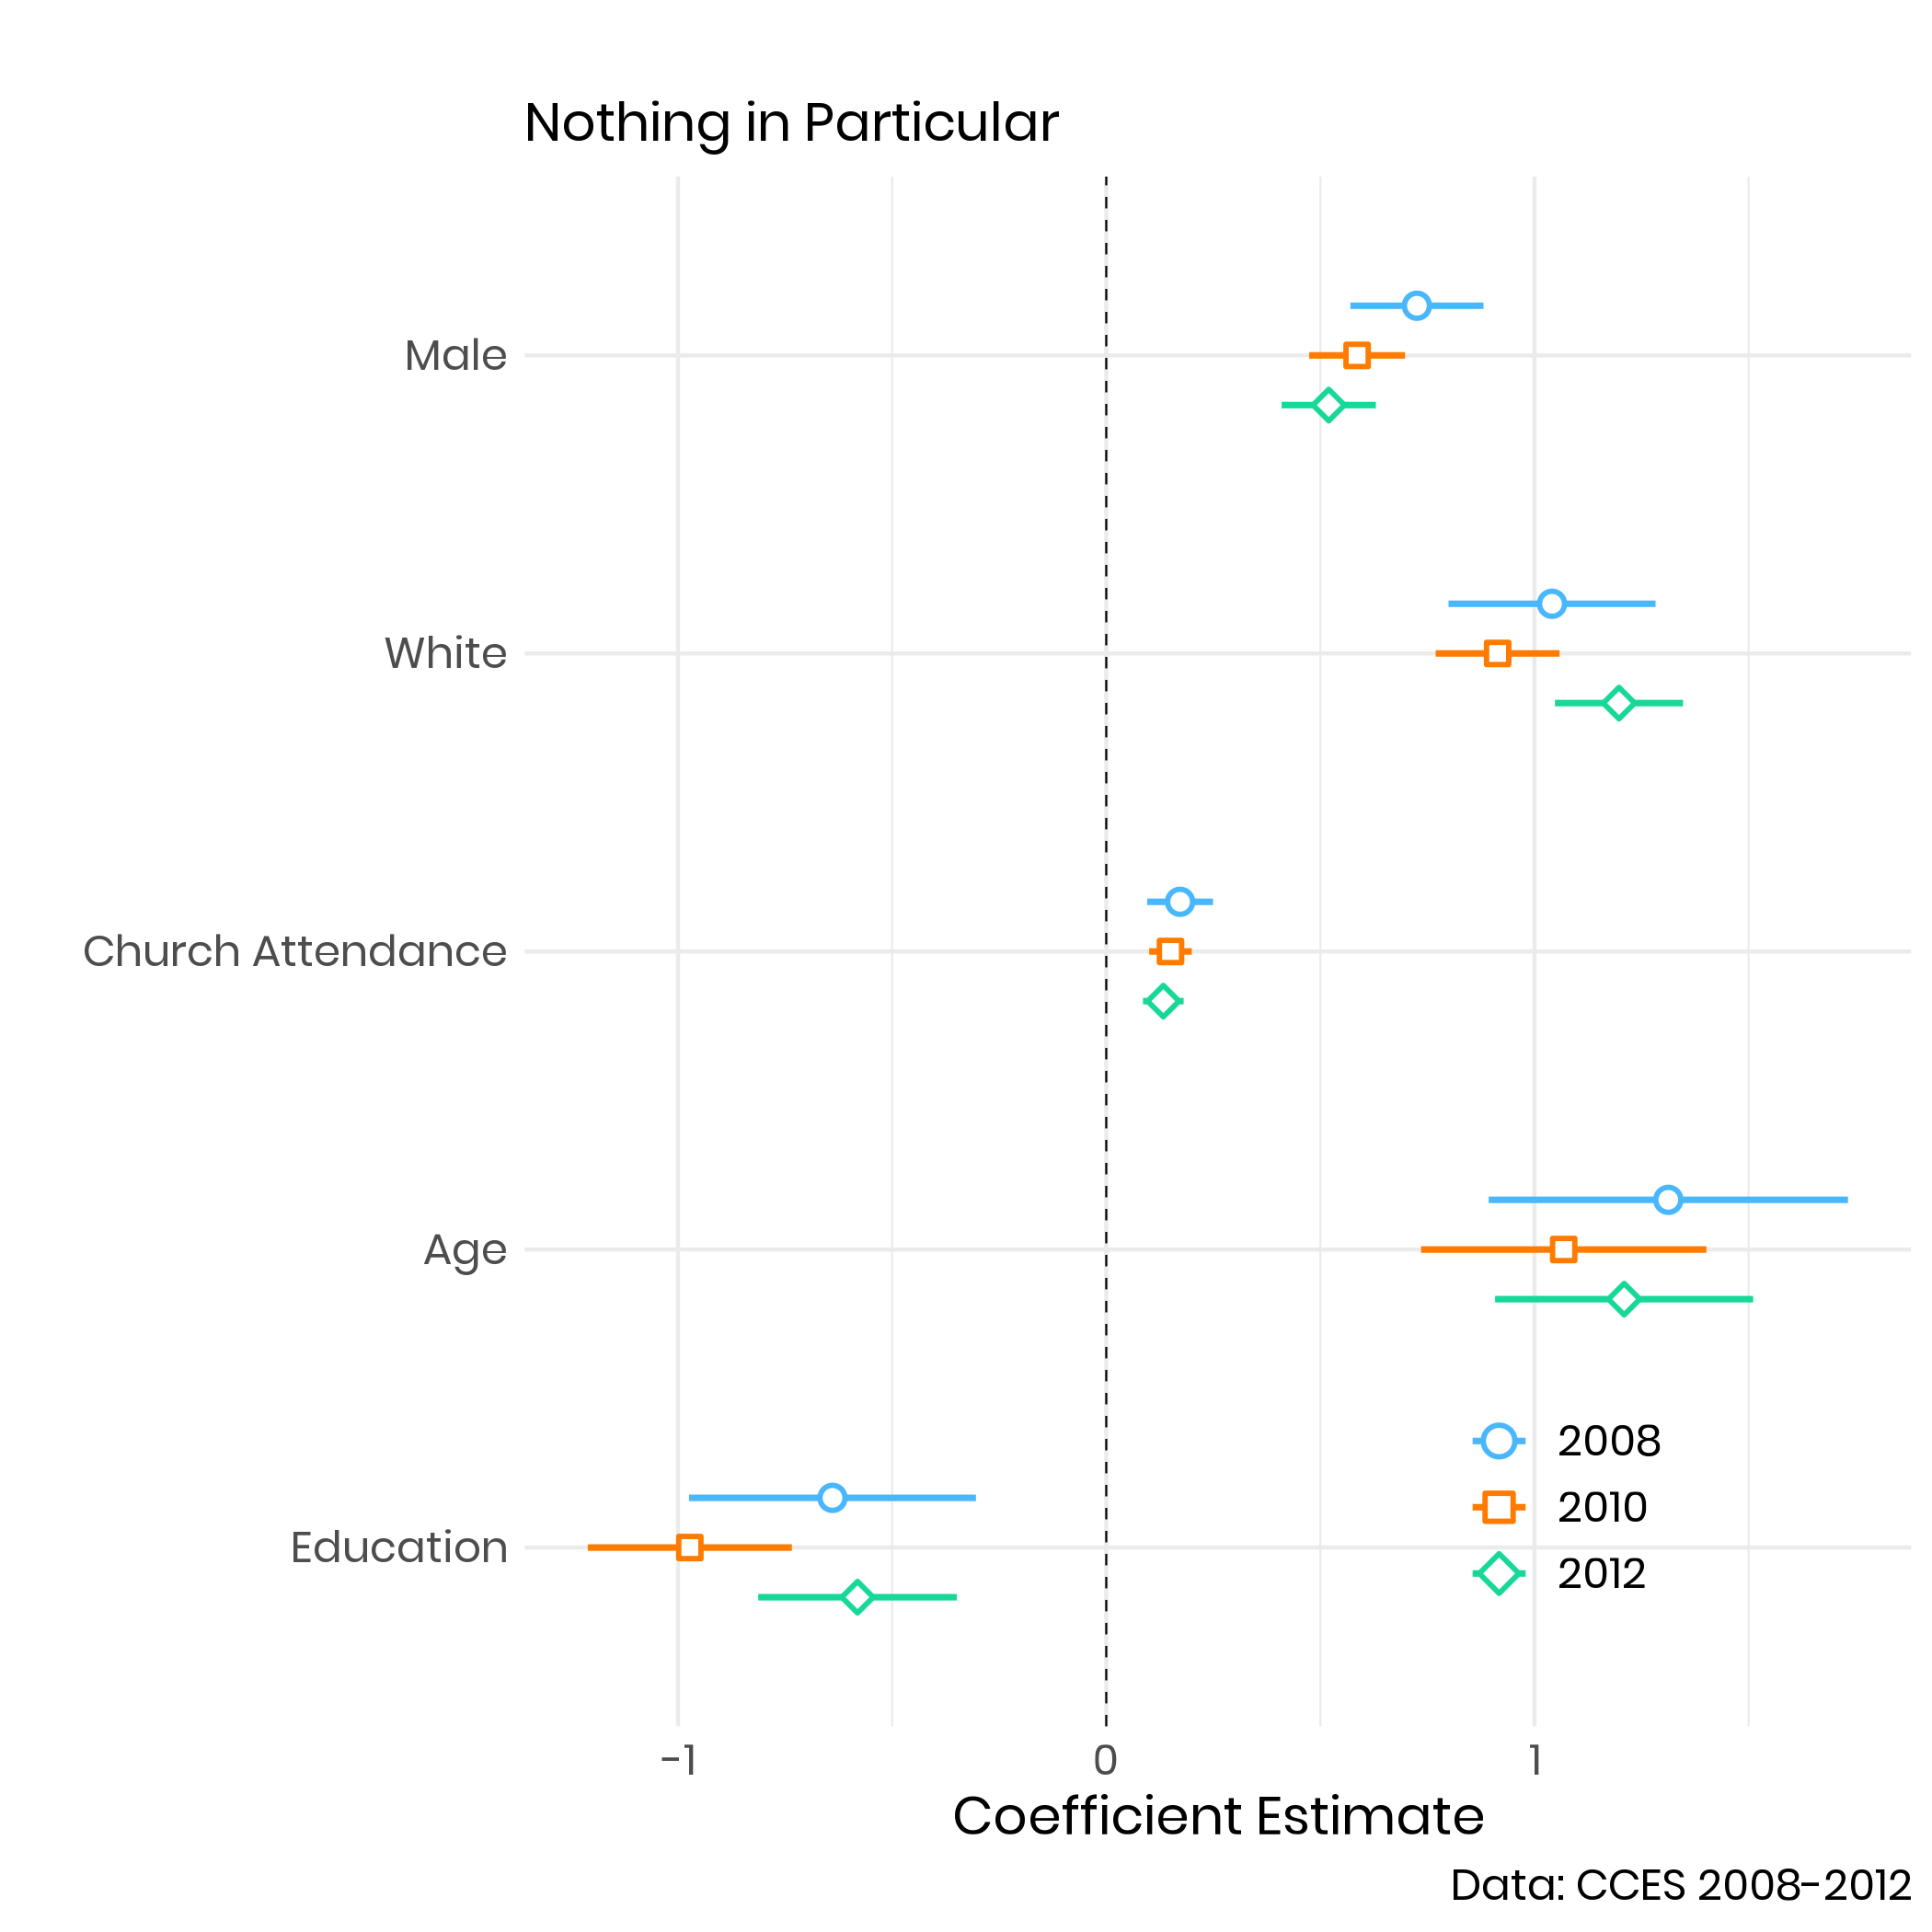 Nothing in Particular
Male
White
Church Attendance
Age
Education
2008
2010
2012
-1 0 1
Coefficient Estimate
Data: CCES 2008-2012